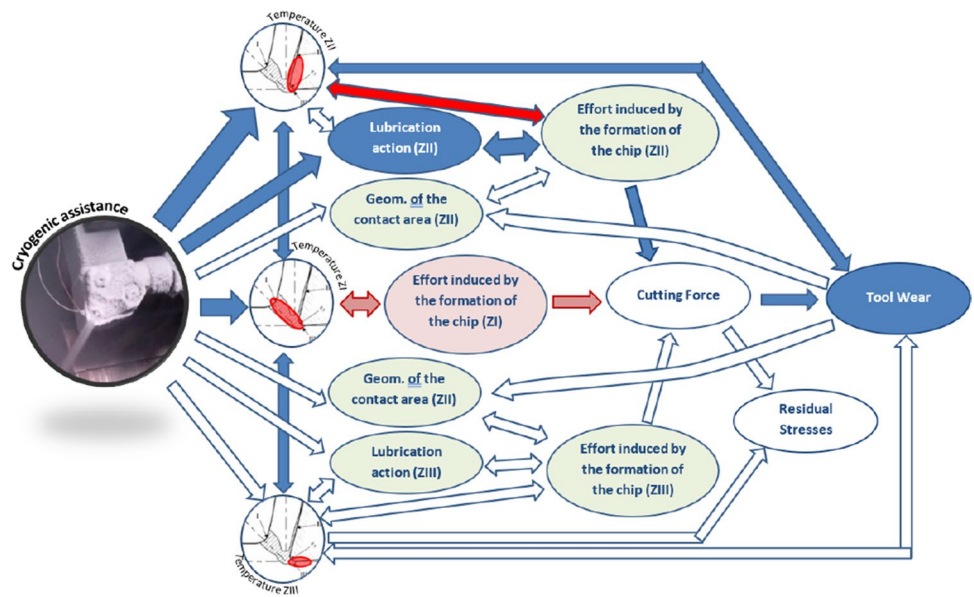 Temperature ZII
Effort induced by
the formation of
the chip (ZII)
Lubrication
action (ZII)
Geom. of the
contact area (ZII)
Cryogenic assistance
Temperature ZI
Effort induced by
the formation of
the chip (ZI)
Cutting Force
Tool Wear
Geom. of the
contact area (ZII)
Residual
Stresses
Lubrication
action (ZIII)
Effort induced by
the formation of
the chip (ZIII)
Temperature ZIII